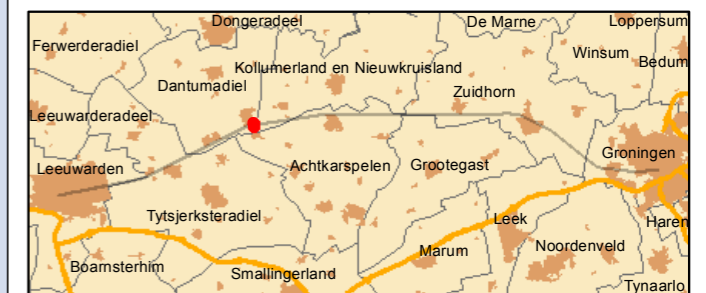 Dongeradeel
De Marne
Loppersum
Ferwerderadiel
Winsum
Bedum
Kollumerland en Nieuwkruisland
Dantumadiel
Zuidhorn
Leeuwarderadeel
Groningen
Leeuwarden
Achtkarspelen
Grootegast
Tytsjerksteradiel
Leek
Haren
Marum
Noordenveld
Boarnsterhim
Smallingerland
Tynaarlo